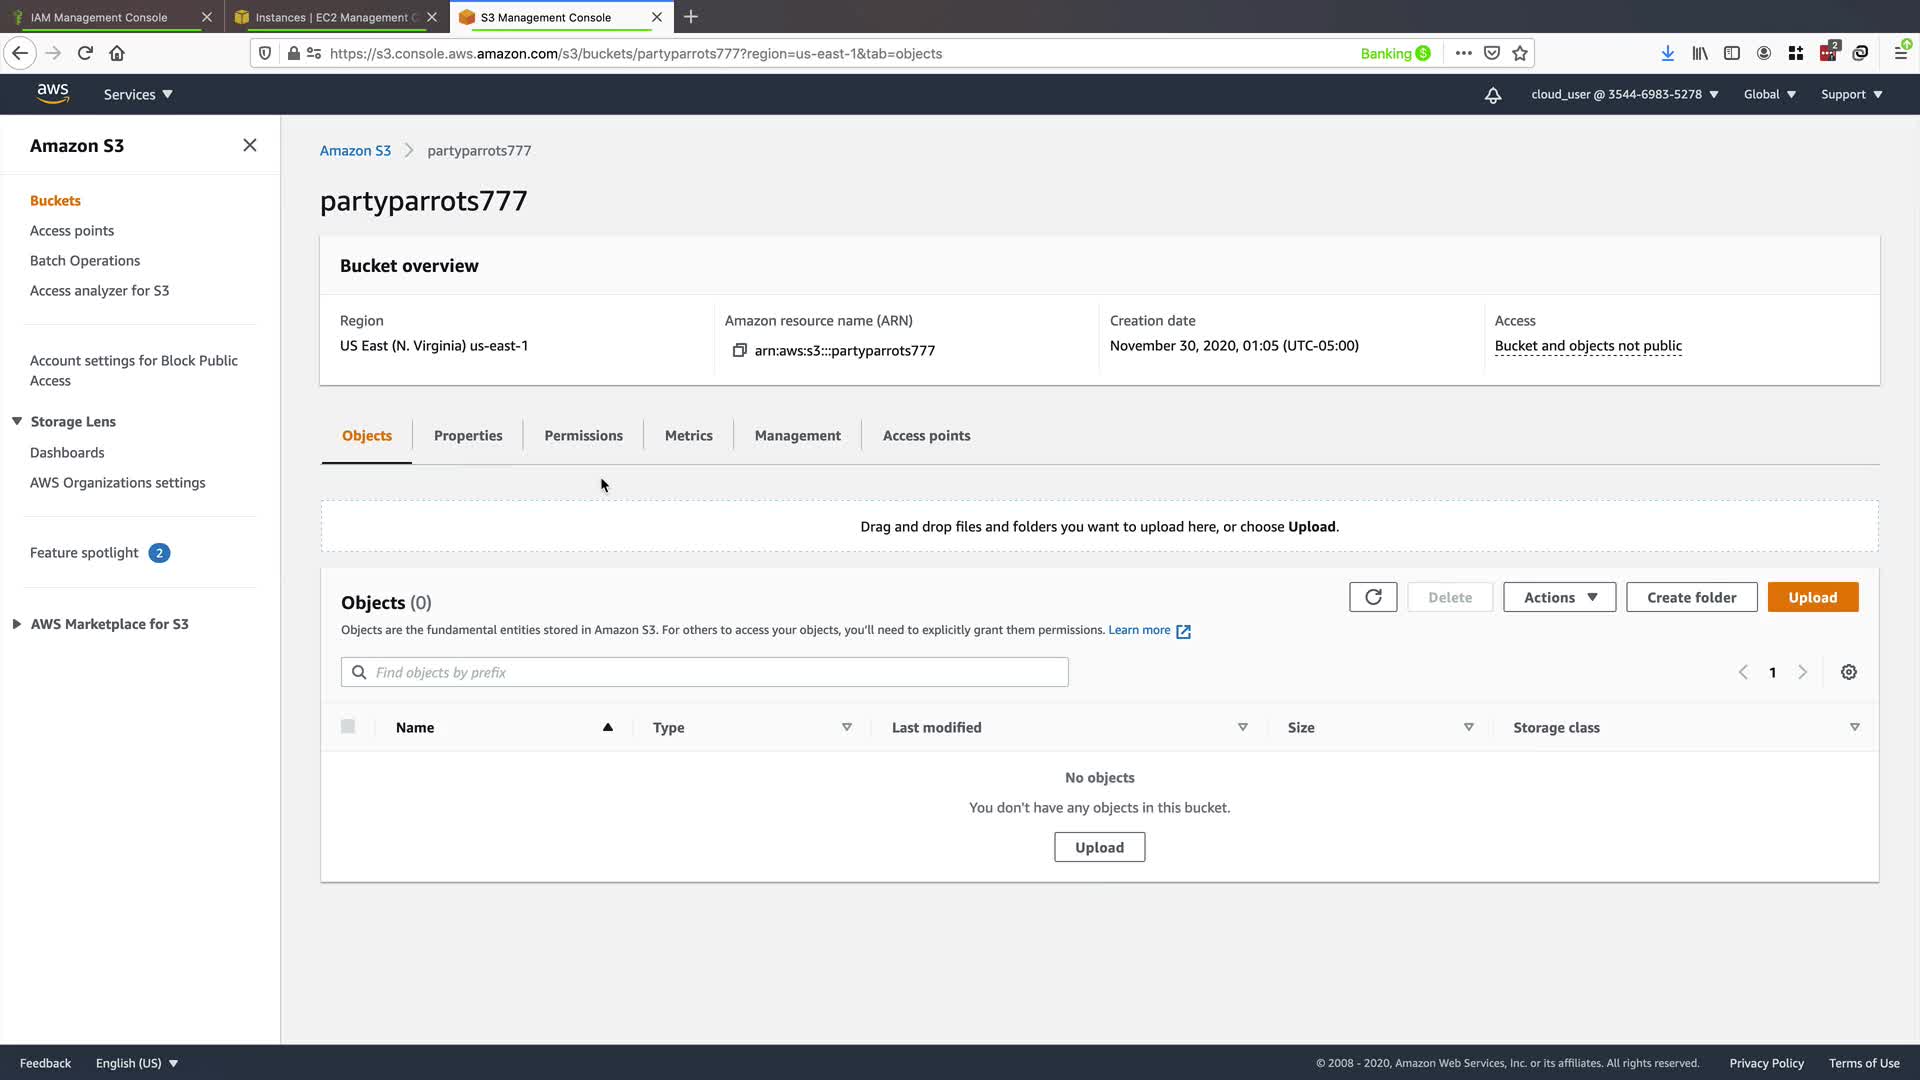 IAM Management Console
Instances | EC2 Management C
S3 Management Console
https://s3.console.aws.amazon.com/s3/buckets/partyparrots777?region=us-east-1&tab=objects
Banking
2
aws
Services
cloud_user @ 3544-6983-5278
Global
Support
Amazon S3
Buckets
Access points
Batch Operations
Access analyzer for S3
Account settings for Block Public
Access
Storage Lens
Dashboards
AWS Organizations settings
Feature spotlight 2
AWS Marketplace for S3
Amazon S3 partyparrots777
partyparrots777
Bucket overview
Region
US East (N. Virginia) us-east-1
Amazon resource name (ARN)
arn:aws:s3:::partyparrots777
Creation date
November 30, 2020, 01:05 (UTC-05:00)
Access
Bucket and objects not public
Objects
Properties
Permissions
Metrics
Management
Access points
Drag and drop files and folders you want to upload here, or choose Upload.
Objects (0)
Delete
Actions
Create folder
Upload
Objects are the fundamental entities stored in Amazon S3. For others to access your objects, you'll need to explicitly grant them permissions. Learn more
Find objects by prefix
1
Name
Type
Last modified
Size
Storage class
No objects
You don't have any objects in this bucket.
Upload
Feedback
English (US)
© 2008 - 2020, Amazon Web Services, Inc. or its affiliates. All rights reserved.
Privacy Policy
Terms of Use